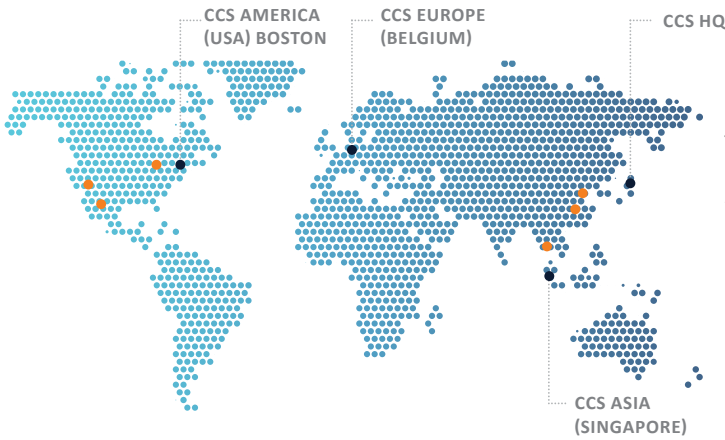 CCS AMERICA
(USA) BOSTON
CCS EUROPE
(BELGIUM)
CCS HQ
CCS ASIA
(SINGAPORE)